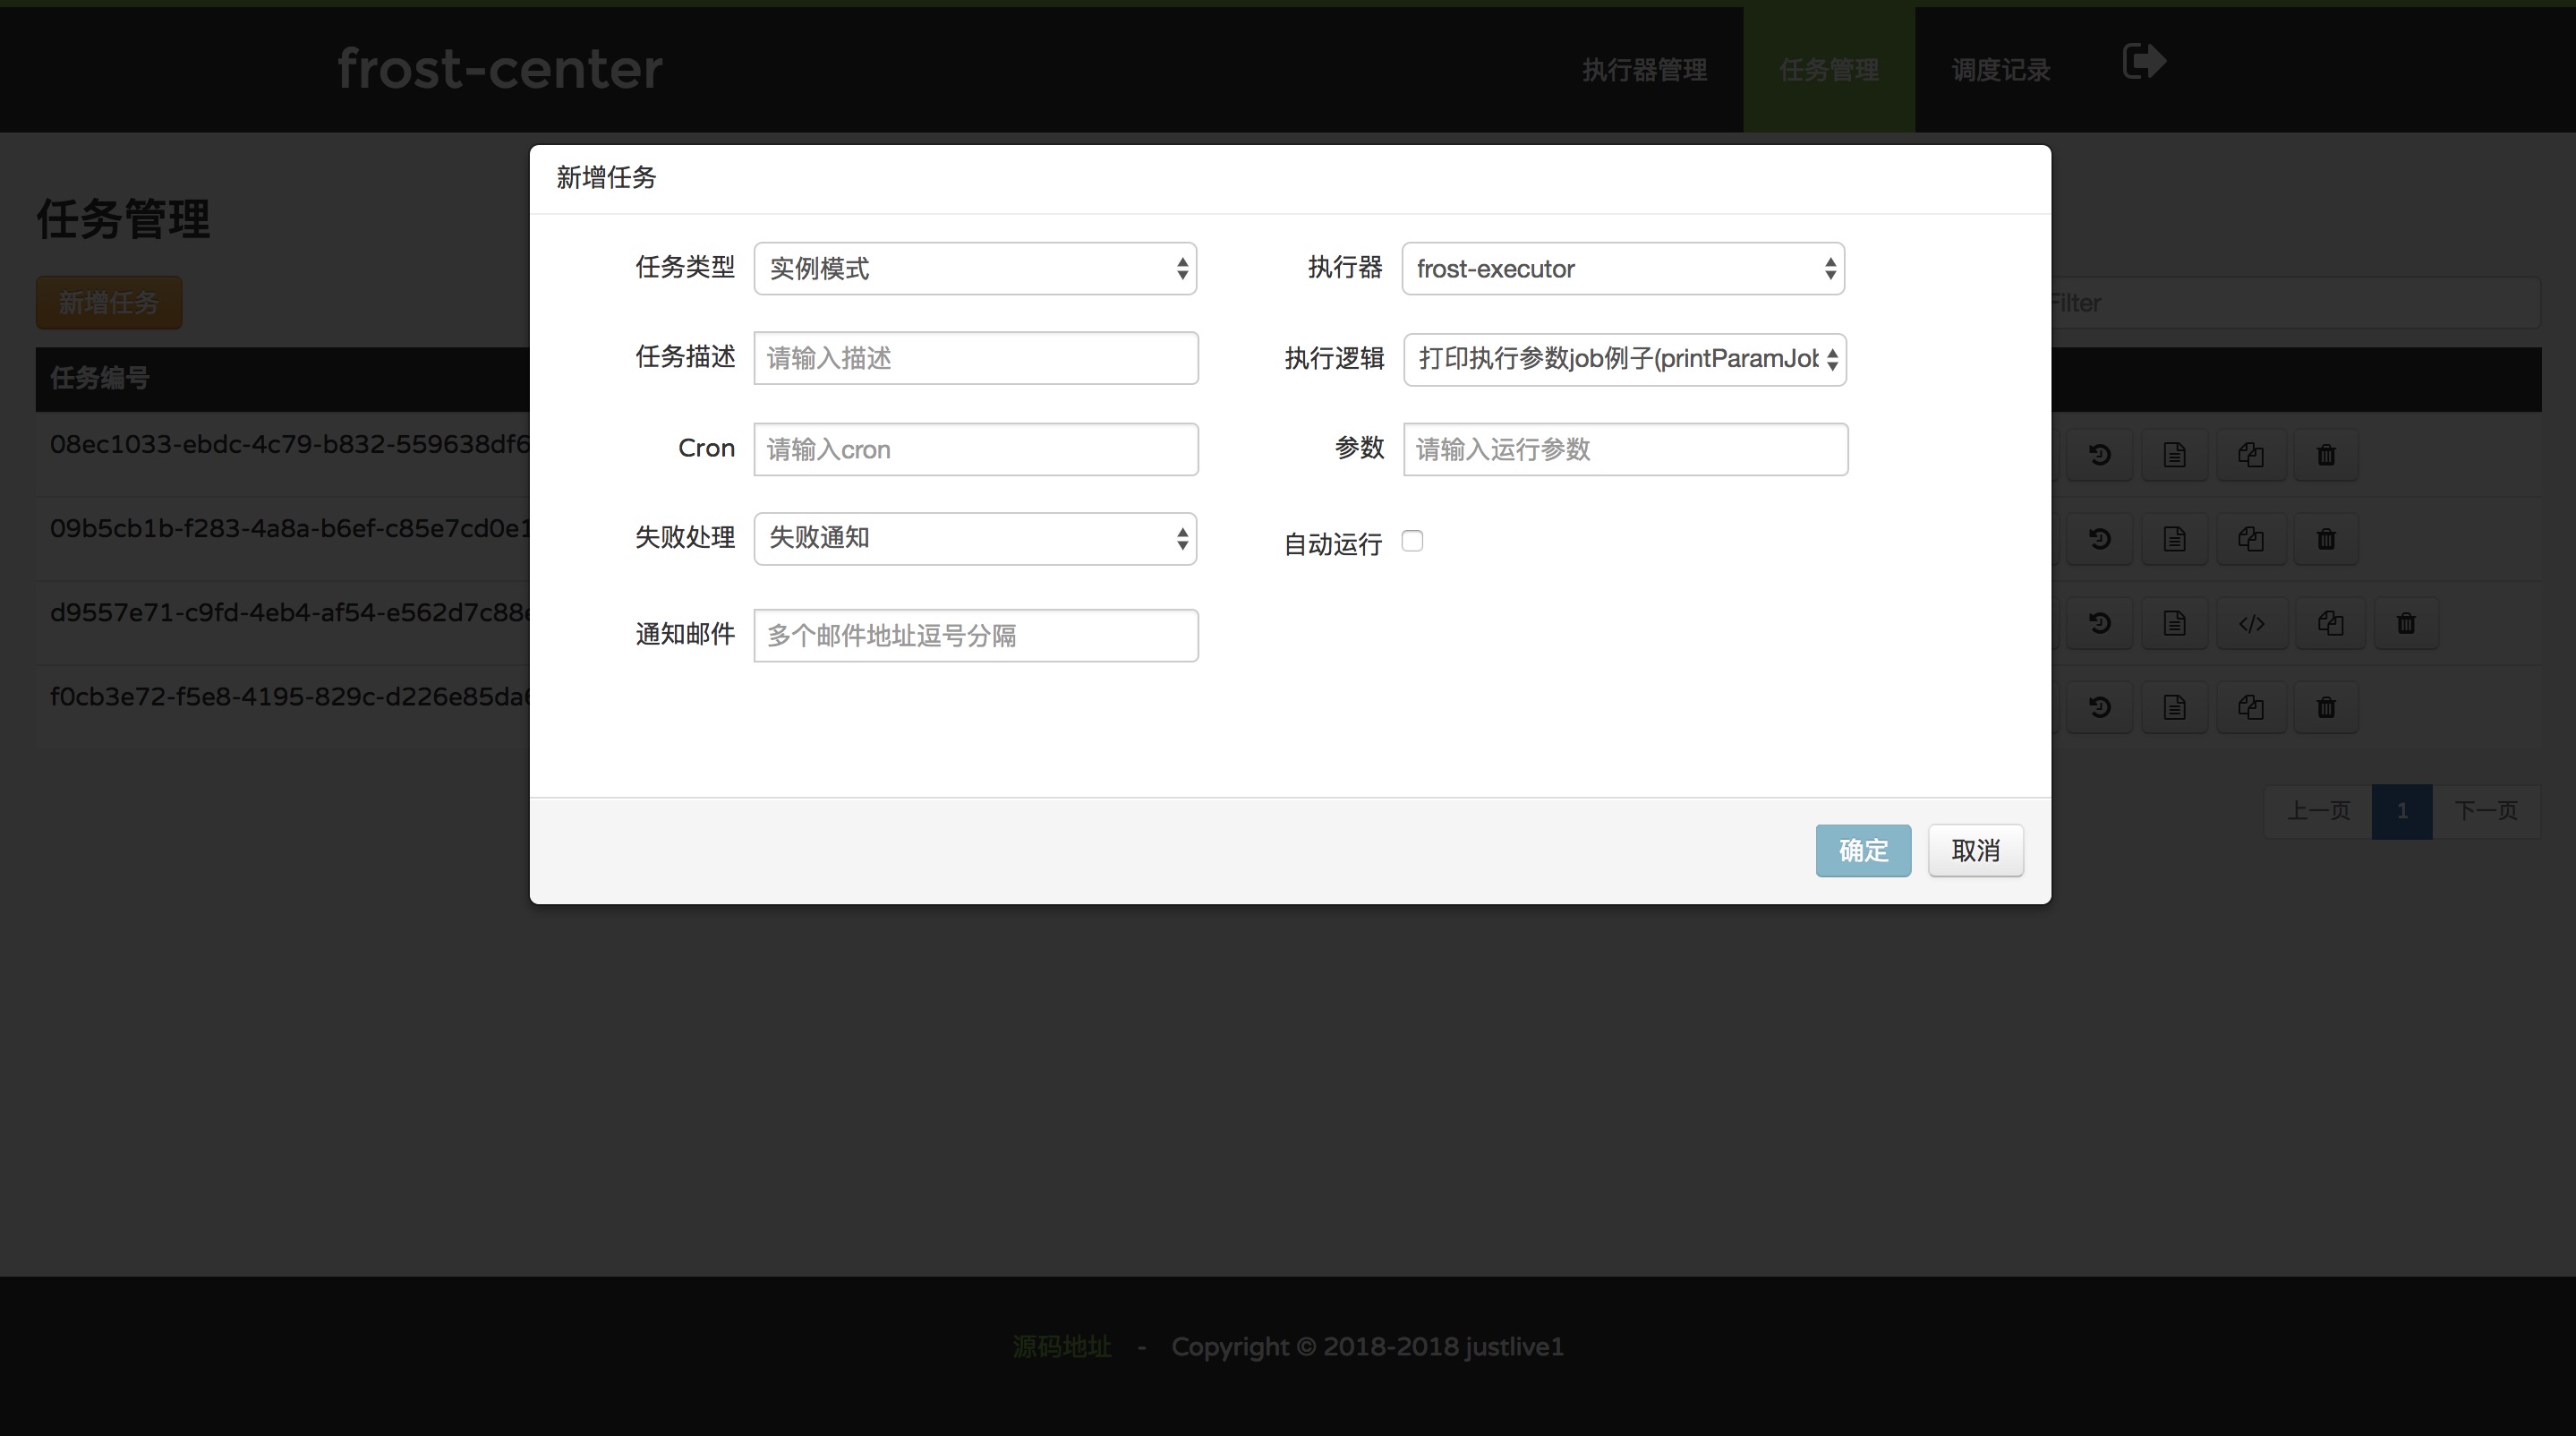 frost-center
执行器管理
任务管理
调度记录
任务管理
新增任务
Filter
任务编号
08ec1033-ebdc-4c79-b832-559638df6
09b5cb1b-f283-4a8a-b6ef-c85e7cd0e1
d9557e71-c9fd-4eb4-af54-e562d7c88e
f0cb3e72-f5e8-4195-829c-d226e85da6
上一页
1
下一页
新增任务
任务类型
实例模式
执行器
frost-executor
任务描述
请输入描述
执行逻辑
打印执行参数job例子(printParamJob
Cron
请输入cron
参数
请输入运行参数
失败处理
失败通知
自动运行
通知邮件
多个邮件地址逗号分隔
确定
取消
源码地址 - Copyright © 2018-2018 justlive1